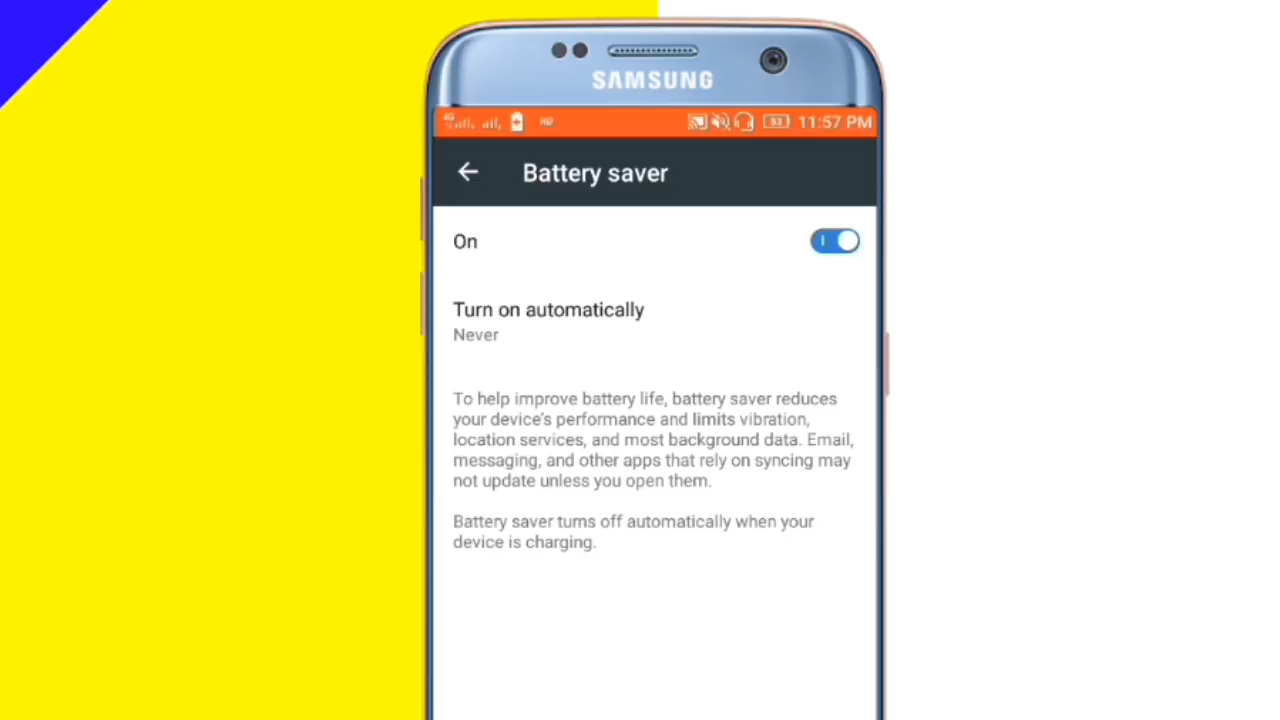 SAMSUNG
4G HD 53 11:57 PM
Battery saver
On
Turn on automatically
Never
To help improve battery life, battery saver reduces
your device's performance and limits vibration,
location services, and most background data. Email,
messaging, and other apps that rely on syncing may
not update unless you open them.
Battery saver turns off automatically when your
device is charging.